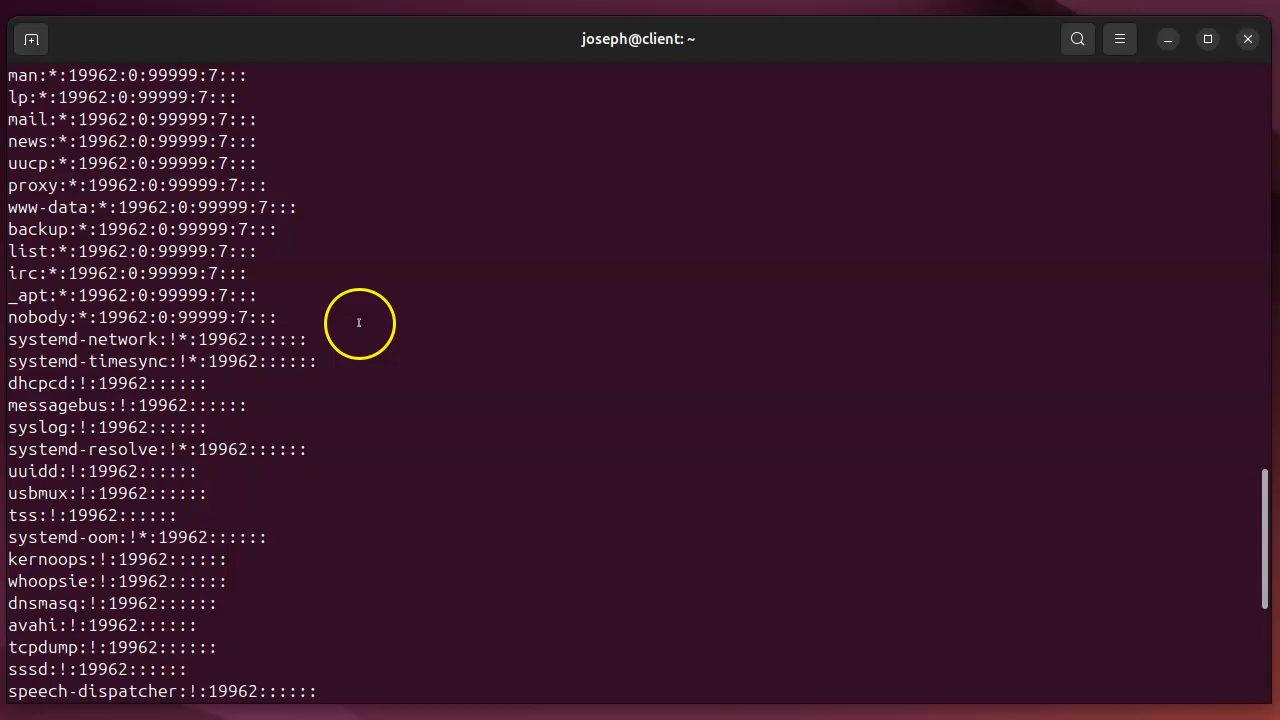 joseph@client: ~
man:*:19962:0:99999:7:::
lp:*:19962:0:99999:7:::
mail:*:19962:0:99999:7:::
news:*:19962:0:99999:7:::
uucp:*:19962:0:99999:7:::
proxy:*:19962:0:99999:7:::
www-data:*:19962:0:99999:7:::
backup:*:19962:0:99999:7:::
list:*:19962:0:99999:7:::
irc:*:19962:0:99999:7:::
_apt:*:19962:0:99999:7:::
nobody:*:19962:0:99999:7:::
systemd-network:!*:19962::::::
systemd-timesync:!*:19962::::::
dhcpcd:!:19962::::::
messagebus:!:19962::::::
syslog:!:19962::::::
systemd-resolve:!*:19962::::::
uuidd:!:19962::::::
usbmux:!:19962::::::
tss:!:19962::::::
systemd-oom:!*:19962::::::
kernoops:!:19962::::::
whoopsie:!:19962::::::
dnsmasq:!:19962::::::
avahi:!:19962::::::
tcpdump:!:19962::::::
sssd:!:19962::::::
speech-dispatcher:!:19962::::::